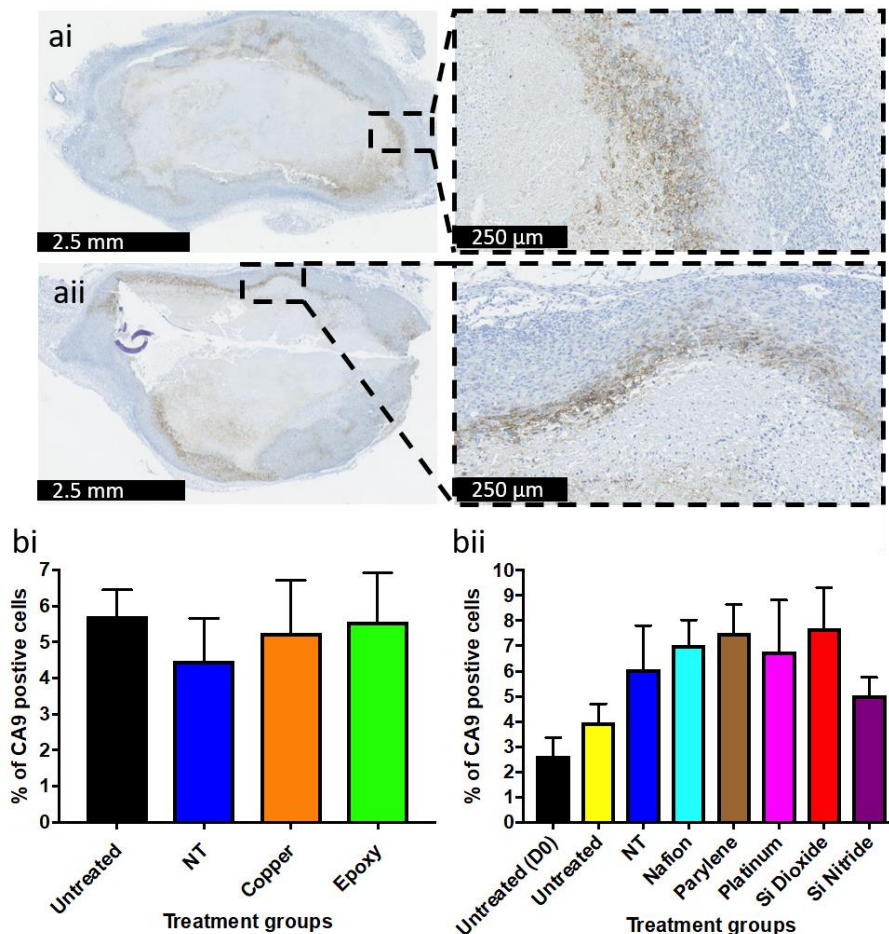 ai
2.5 mm
250 µm
aii
2.5 mm
250 µm
bi
% of CA9 postive cells
7
6
5
4
3
2
1
0
Untreated
NT
Copper
Epoxy
Treatment groups
bii
% of CA9 postive cells
10
9
8
7
6
5
4
3
2
1
0
Untreated (D0)
Untreated
NT
Nafion
Parylene
Platinum
Si Dioxide
Si Nitride
Treatment groups